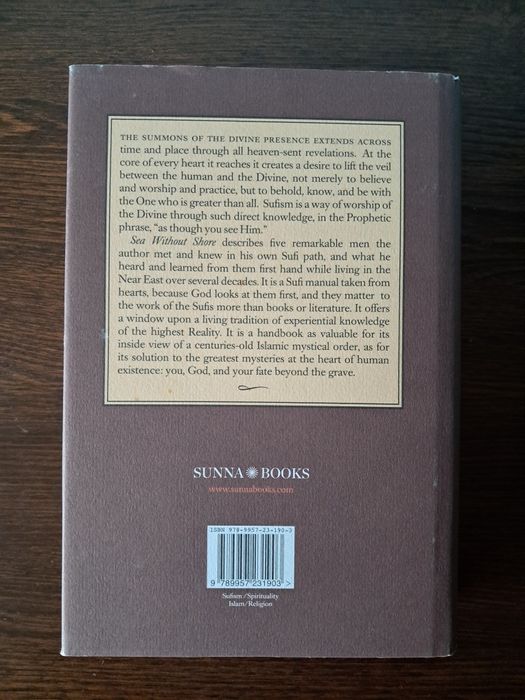 THE SUMMONS OF THE DIVINE PRESENCE EXTENDS ACROSS
time and place through all heaven-sent revelations. At the
core of every heart it reaches it creates a desire to lift the veil
between the human and the Divine, not merely to believe
and worship and practice, but to behold, know, and be with
the One who is greater than all. Sufism is a way of worship of
the Divine through such direct knowledge, in the Prophetic
phrase, “as though you see Him.”
Sea Without Shore describes five remarkable men the
author met and knew in his own Sufi path, and what he
heard and learned from them first hand while living in the
Near East over several decades. It is a Sufi manual taken from
hearts, because God looks at them first, and they matter to
the work of the Sufis more than books or literature. It offers
a window upon a living tradition of experiential knowledge
of the highest Reality. It is a handbook as valuable for its
inside view of a centuries-old Islamic mystical order, as for
its solution to the greatest mysteries at the heart of human
existence: you, God, and your fate beyond the grave.
SUNNA BOOKS
www.sunnabooks.com
ISBN 978-9957-23-190-3
9 789957 231903 >
Sufism/Spirituality
Islam/Religion